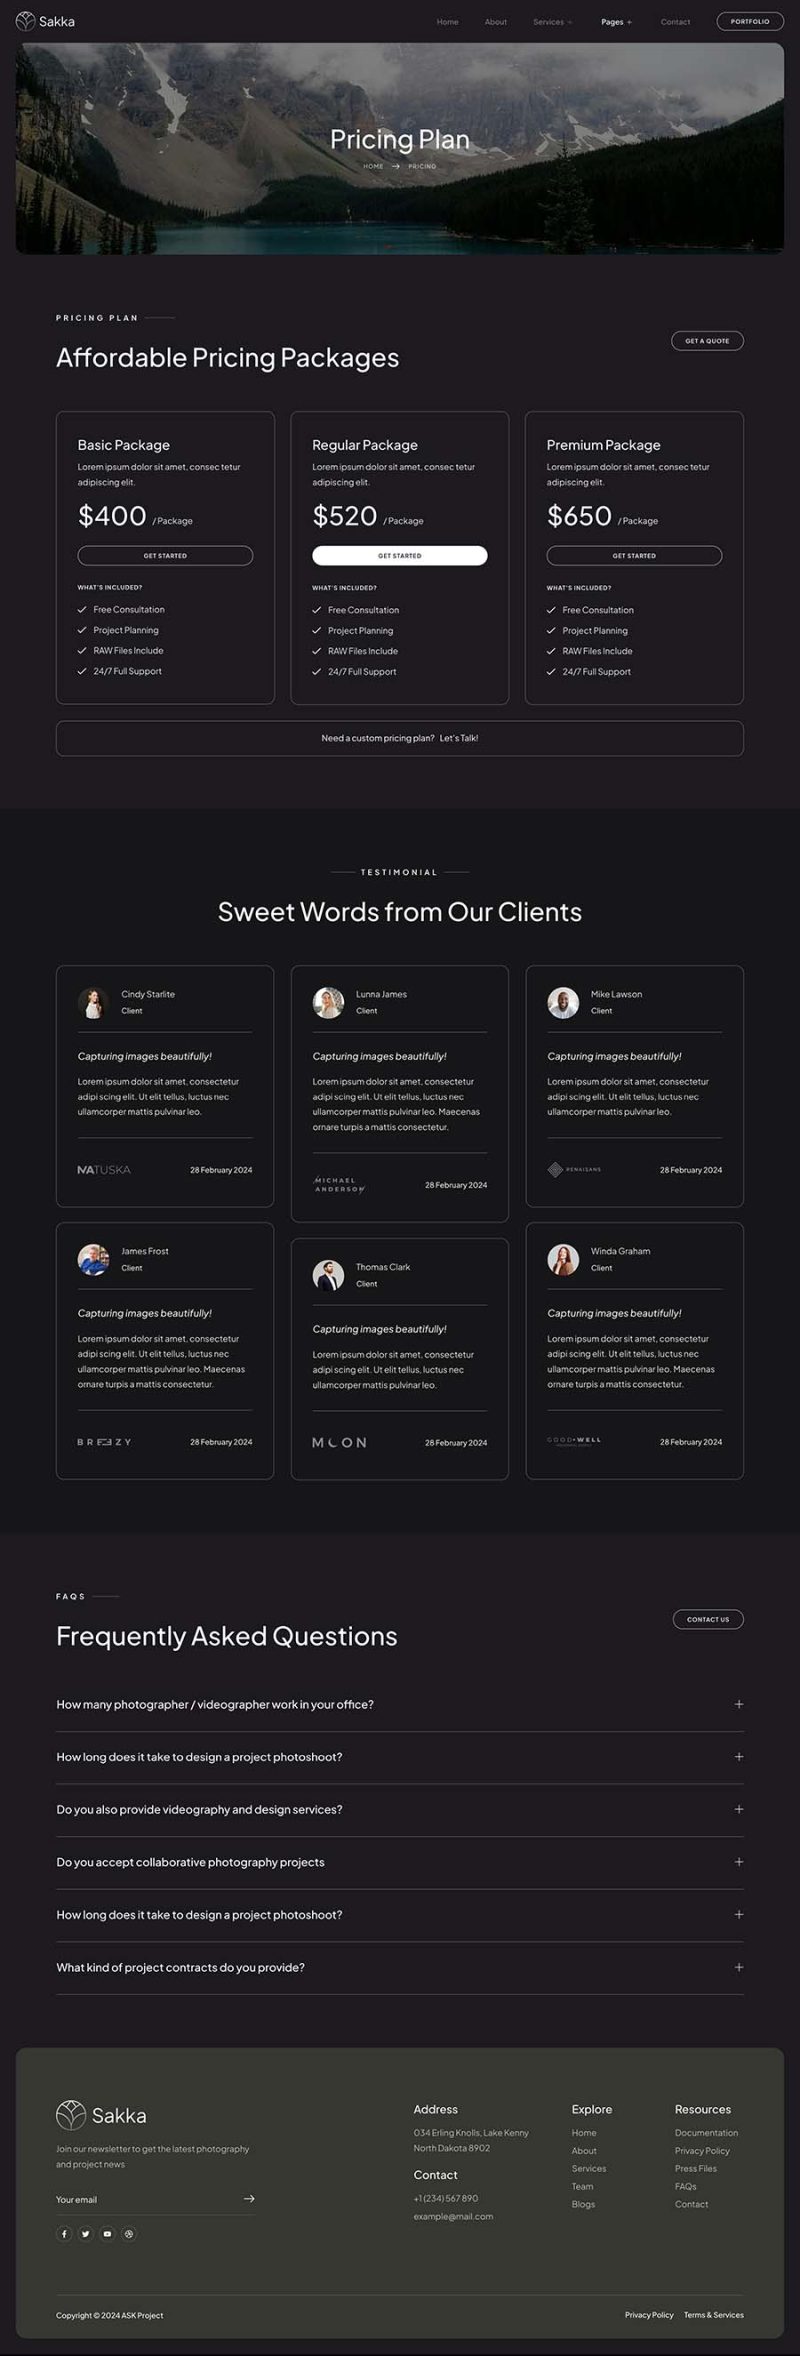 Sakka
Home About Services + Pages + Contact PORTFOLIO
Pricing Plan
HOME → PRICING
PRICING PLAN
Affordable Pricing Packages
GET A QUOTE
Basic Package
Lorem ipsum dolor sit amet, consec tetur
adipiscing elit.
$400 / Package
GET STARTED
WHAT'S INCLUDED?
Free Consultation
Project Planning
RAW Files Include
24/7 Full Support
Regular Package
Lorem ipsum dolor sit amet, consec tetur
adipiscing elit.
$520 / Package
GET STARTED
WHAT'S INCLUDED?
Free Consultation
Project Planning
RAW Files Include
24/7 Full Support
Premium Package
Lorem ipsum dolor sit amet, consec tetur
adipiscing elit.
$650 / Package
GET STARTED
WHAT'S INCLUDED?
Free Consultation
Project Planning
RAW Files Include
24/7 Full Support
Need a custom pricing plan? Let's Talk!
TESTIMONIAL
Sweet Words from Our Clients
Cindy Starlite
Client
Capturing images beautifully!
Lorem ipsum dolor sit amet, consectetur
adipi scing elit. Ut elit tellus, luctus nec
ullamcorper mattis pulvinar leo.
NATUSKA 28 February 2024
Lunna James
Client
Capturing images beautifully!
Lorem ipsum dolor sit amet, consectetur
adipi scing elit. Ut elit tellus, luctus nec
ullamcorper mattis pulvinar leo. Maecenas
ornare turpis a mattis consectetur.
MICHAEL
ANDERSON 28 February 2024
Mike Lawson
Client
Capturing images beautifully!
Lorem ipsum dolor sit amet, consectetur
adipi scing elit. Ut elit tellus, luctus nec
ullamcorper mattis pulvinar leo.
RENAISANS 28 February 2024
James Frost
Client
Capturing images beautifully!
Lorem ipsum dolor sit amet, consectetur
adipi scing elit. Ut elit tellus, luctus nec
ullamcorper mattis pulvinar leo. Maecenas
ornare turpis a mattis consectetur.
BREEZY 28 February 2024
Thomas Clark
Client
Capturing images beautifully!
Lorem ipsum dolor sit amet, consectetur
adipi scing elit. Ut elit tellus, luctus nec
ullamcorper mattis pulvinar leo.
MOON 28 February 2024
Winda Graham
Client
Capturing images beautifully!
Lorem ipsum dolor sit amet, consectetur
adipi scing elit. Ut elit tellus, luctus nec
ullamcorper mattis pulvinar leo. Maecenas
ornare turpis a mattis consectetur.
GOOD WELL 28 February 2024
FAQS
Frequently Asked Questions
CONTACT US
How many photographer / videographer work in your office? +
How long does it take to design a project photoshoot? +
Do you also provide videography and design services? +
Do you accept collaborative photography projects +
How long does it take to design a project photoshoot? +
What kind of project contracts do you provide? +
Sakka
Join our newsletter to get the latest photography
and project news
Your email →
Address
034 Erling Knolls, Lake Kenny
North Dakota 8902
Contact
+1 (234) 567 890
example@mail.com
Explore
Home
About
Services
Team
Blogs
Resources
Documentation
Privacy Policy
Press Files
FAQs
Contact
Copyright © 2024 ASK Project
Privacy Policy Terms & Services